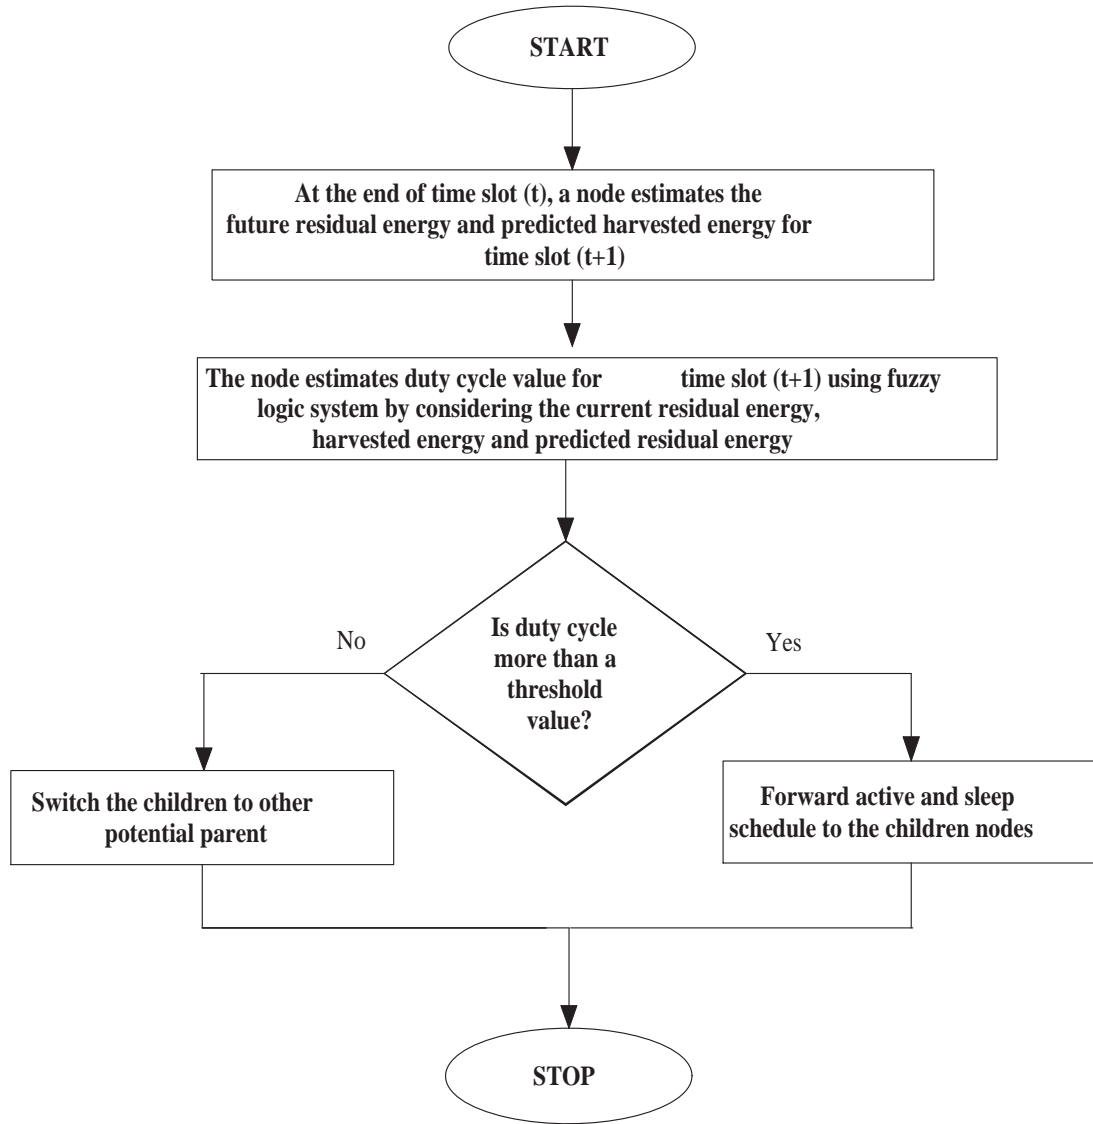 START
At the end of time slot (t), a node estimates the
future residual energy and predicted harvested energy for
time slot (t+1)
The node estimates duty cycle value for time slot (t+1) using fuzzy
logic system by considering the current residual energy,
harvested energy and predicted residual energy
Is duty cycle
more than a
threshold
value?
No
Yes
Switch the children to other
potential parent
Forward active and sleep
schedule to the children nodes
STOP